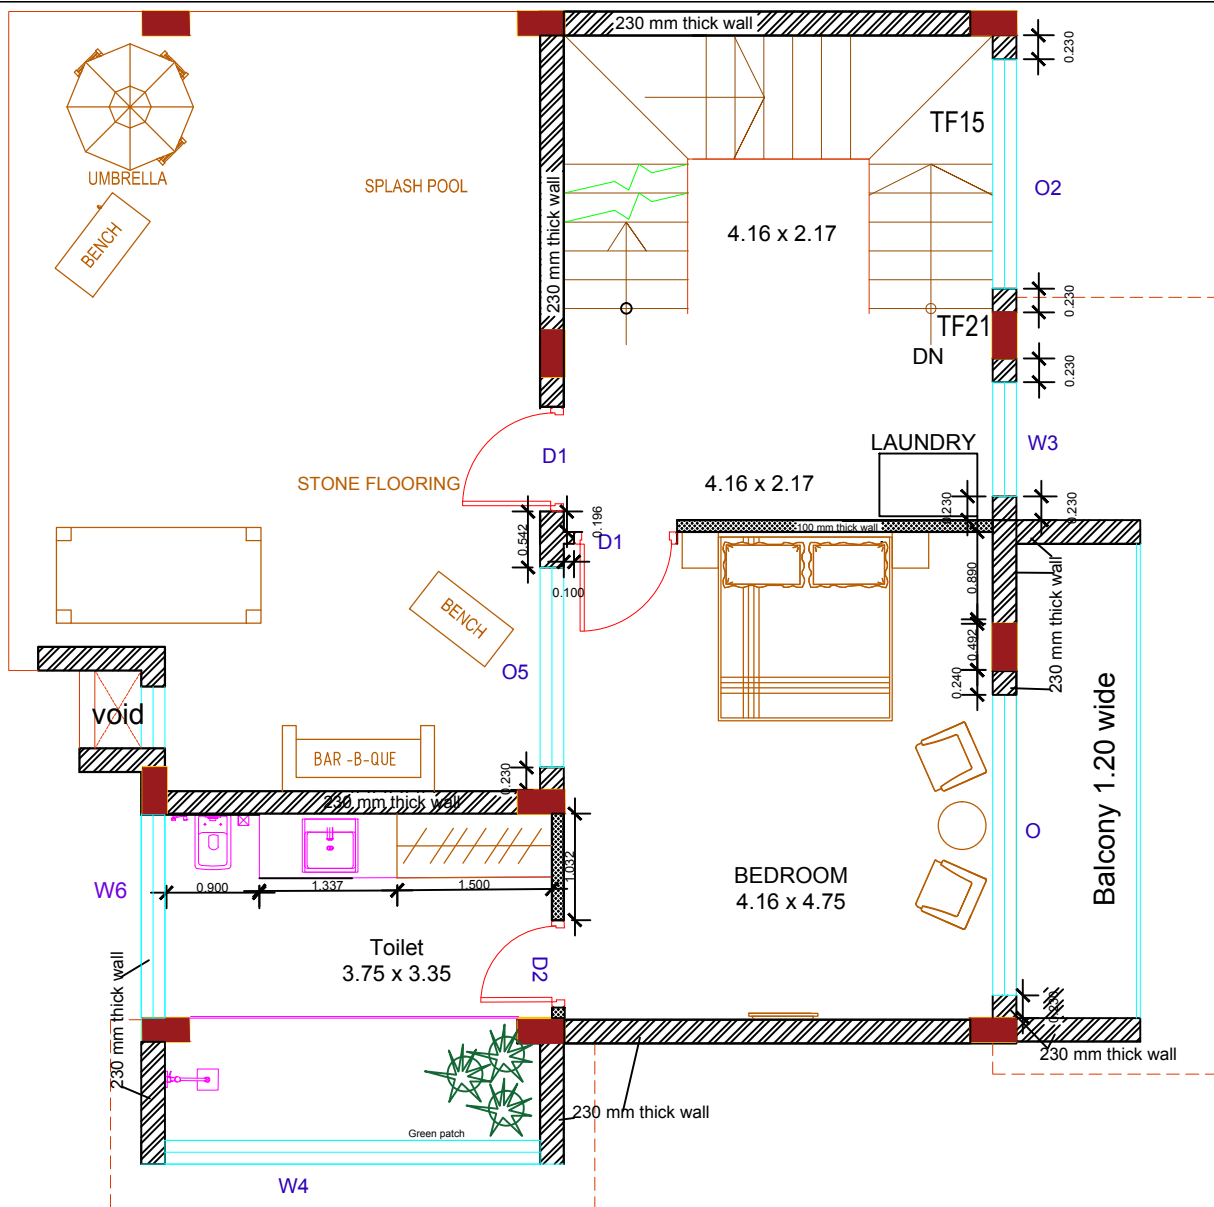 230 mm thick wall
0.230
TF15
UMBRELLA
SPLASH POOL
230 mm thick wall
O2
BENCH
4.16 x 2.17
0.230
TF21
DN
0.230
LAUNDRY
W3
D1
STONE FLOORING
4.16 x 2.17
0.230
0.230
0.196
100 mm thick wall
0.542
D1
0.890
230 mm thick wall
0.100
BENCH
0.492
O5
0.240
void
BAR -B-QUE
0.230
230 mm thick wall
Balcony 1.20 wide
O
1.032
W6
0.900
1.337
1.500
BEDROOM
4.16 x 4.75
Toilet
3.75 x 3.35
D2
230 mm thick wall
0.230
230 mm thick wall
230 mm thick wall
Green patch
W4